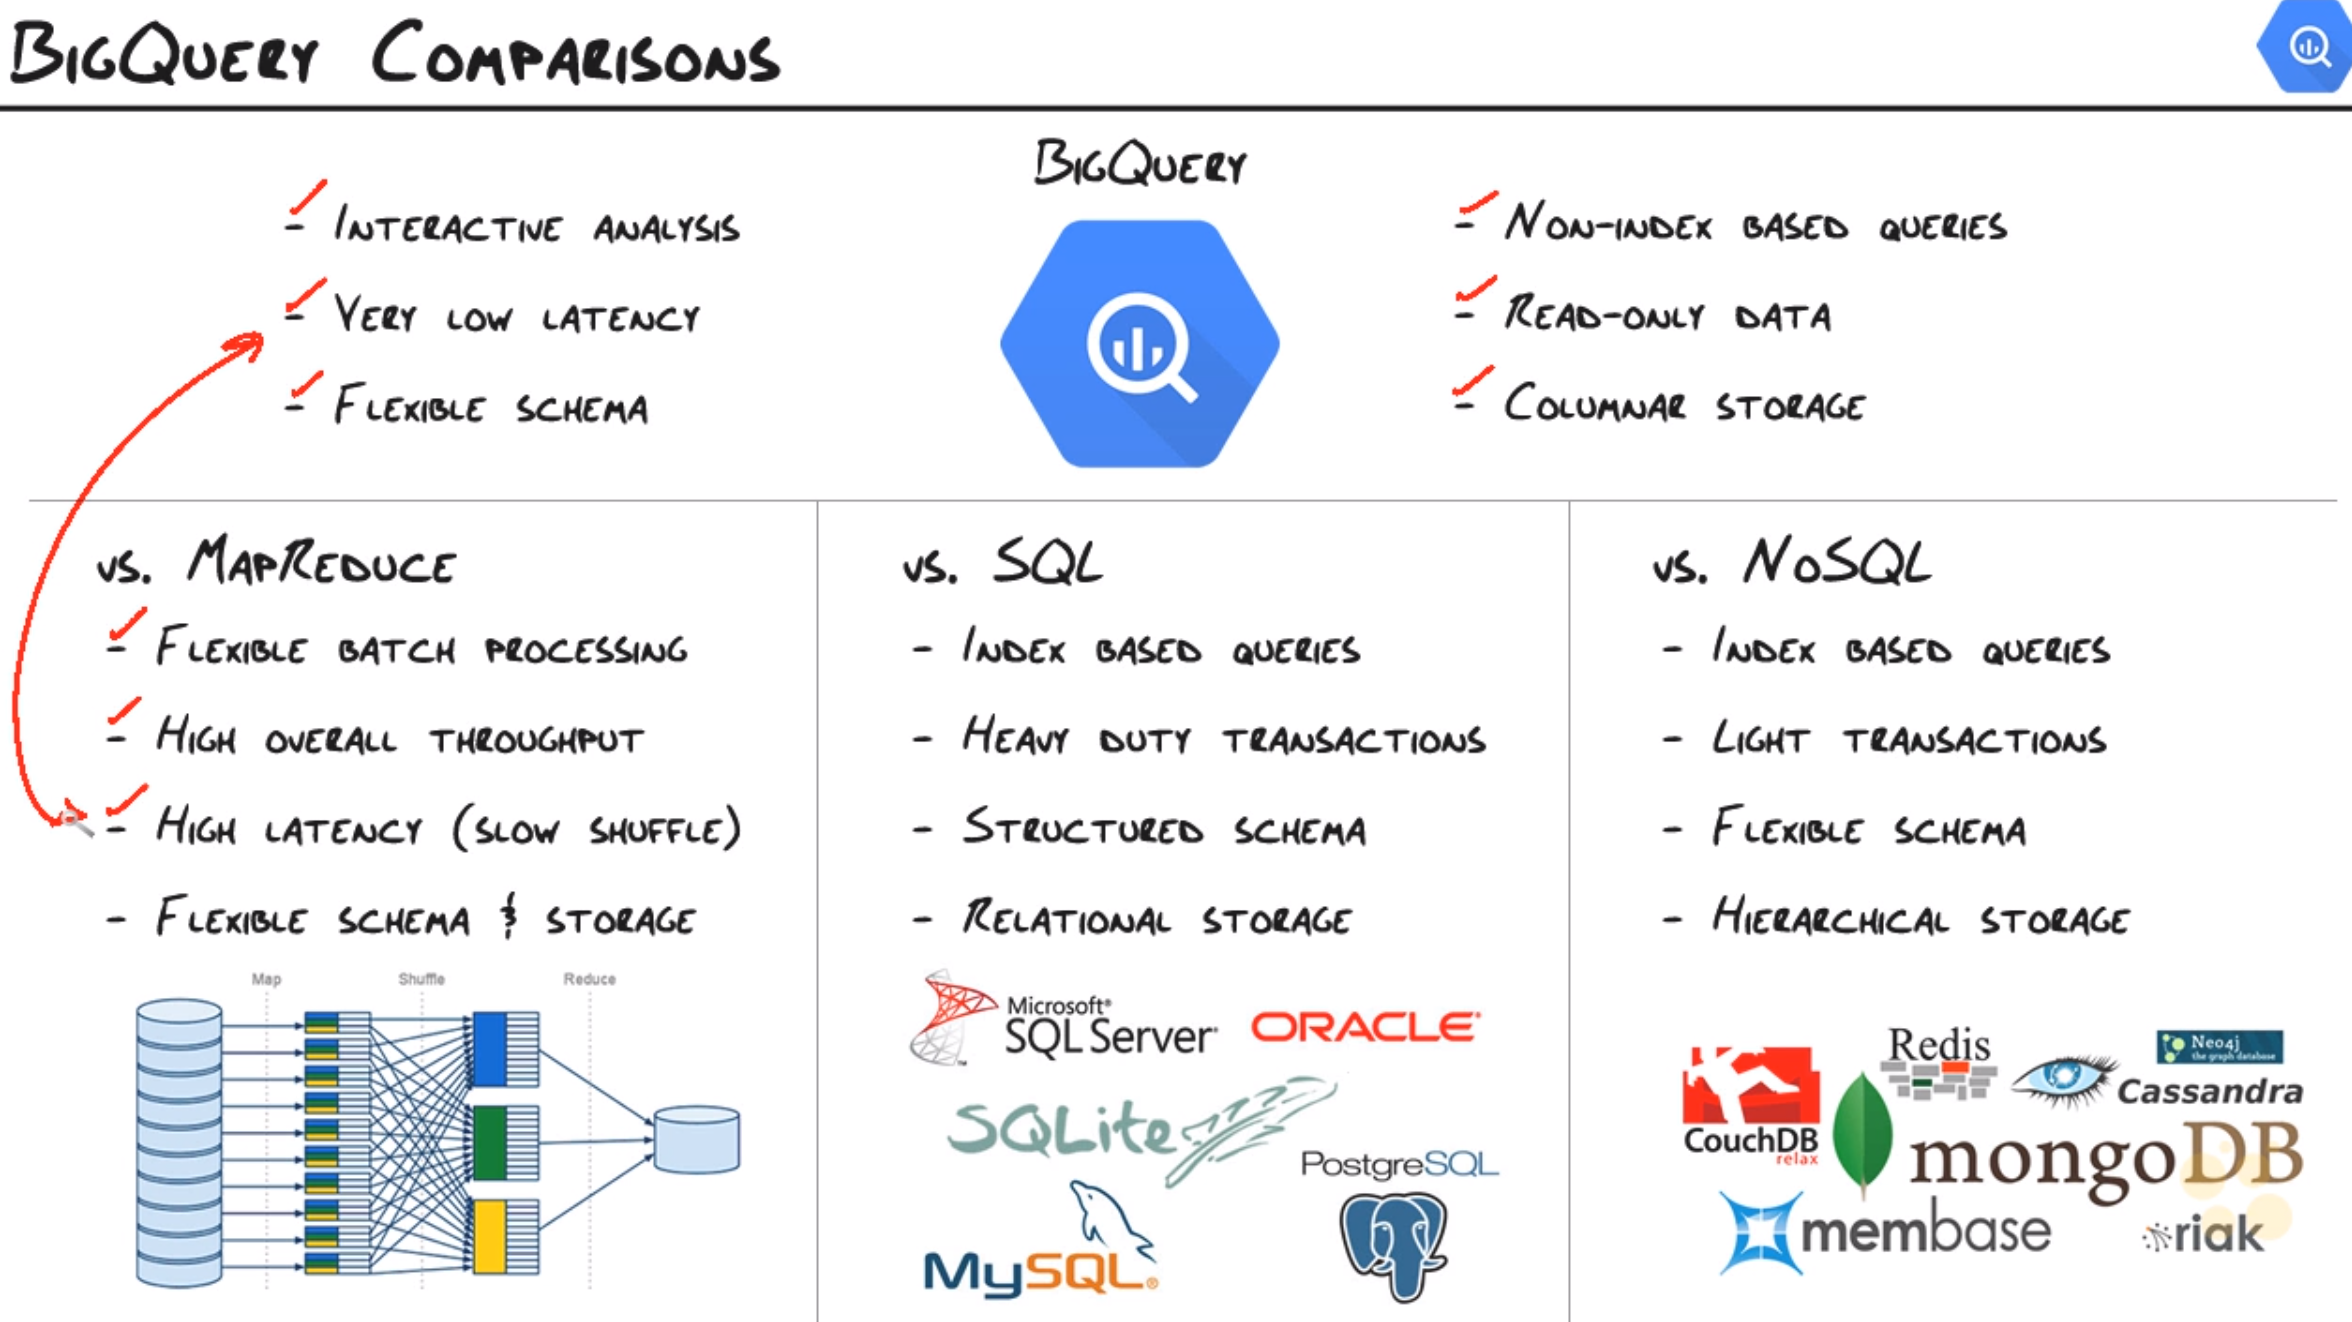 BigQuery Comparisons
BigQuery
- Interactive analysis
- Very low latency
- Flexible schema
- Non-index based queries
- Read-only data
- Columnar storage
vs. MapReduce
- Flexible batch processing
- High overall throughput
- High latency (slow shuffle)
- Flexible schema & storage
Map Shuffle Reduce
vs. SQL
- Index based queries
- Heavy duty transactions
- Structured schema
- Relational storage
Microsoft®
SQL Server®
ORACLE®
SQLite
PostgreSQL
MySQL®
vs. NoSQL
- Index based queries
- Light transactions
- Flexible schema
- Hierarchical storage
CouchDB
relax
Redis
Neo4j
the graph database
Cassandra
mongoDB
membase
riak